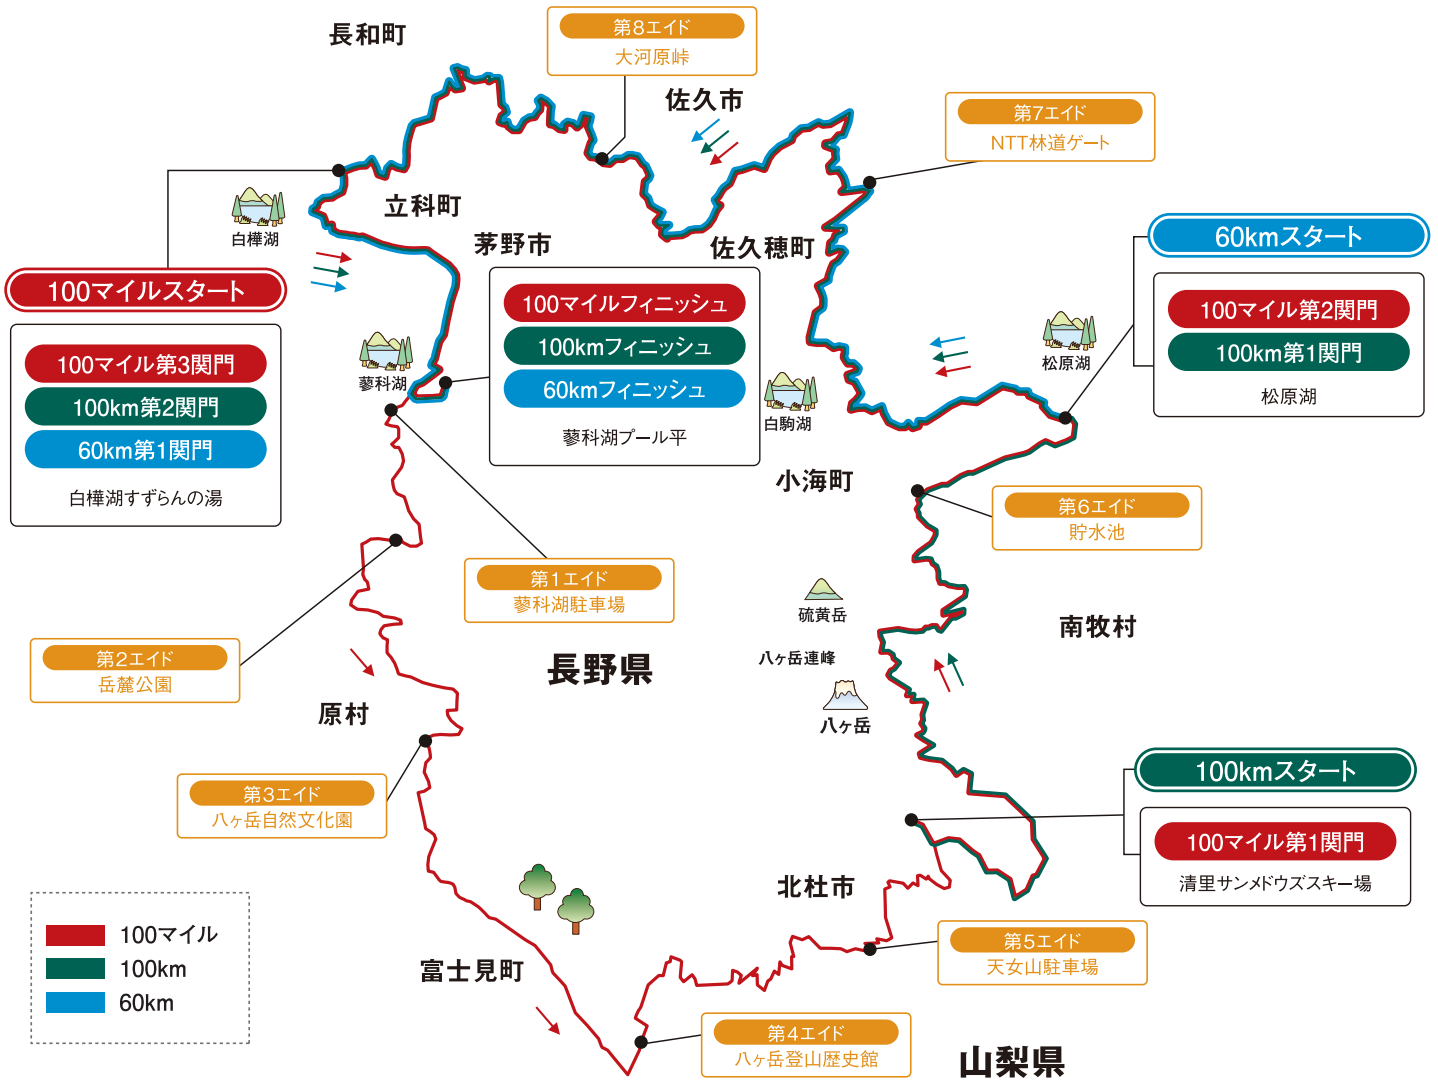 長和町
第8エイド
大河原峠
佐久市
第7エイド
NTT林道ゲート
立科町
白樺湖
茅野市
佐久穂町
60kmスタート
100マイル第2関門
100km第1関門
松原湖
100マイルスタート
100マイル第3関門
100km第2関門
60km第1関門
白樺湖すずらんの湯
100マイルフィニッシュ
100kmフィニッシュ
60kmフィニッシュ
蓼科湖プール平
蓼科湖
松原湖
白駒湖
小海町
第6エイド
貯水池
第1エイド
蓼科湖駐車場
硫黄岳
南牧村
第2エイド
岳麓公園
長野県
八ヶ岳連峰
八ヶ岳
原村
第3エイド
八ヶ岳自然文化園
100kmスタート
100マイル第1関門
清里サンメドウズスキー場
北杜市
100マイル
100km
60km
富士見町
第5エイド
天女山駐車場
第4エイド
八ヶ岳登山歴史館
山梨県